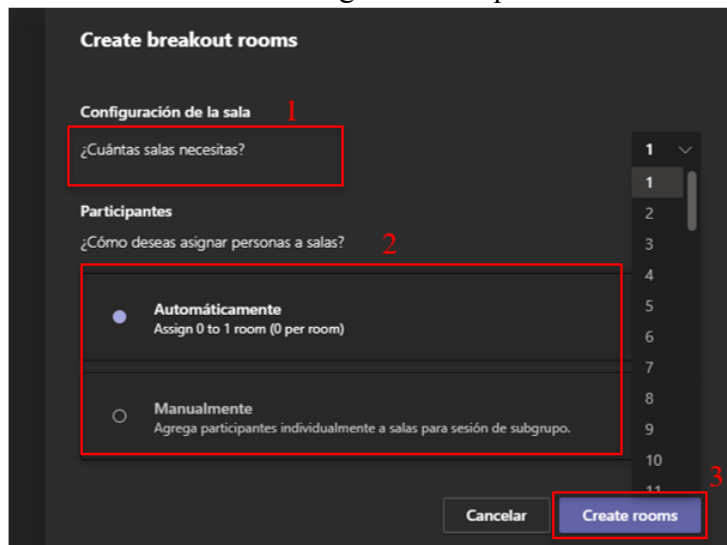 Create breakout rooms
Configuración de la sala 1
¿Cuántas salas necesitas?
1
1
2
3
4
5
6
7
8
9
10
11
Participantes
¿Cómo deseas asignar personas a salas? 2
Automáticamente
Assign 0 to 1 room (0 per room)
Manualmente
Agrega participantes individualmente a salas para sesión de subgrupo.
3
Cancelar
Create rooms